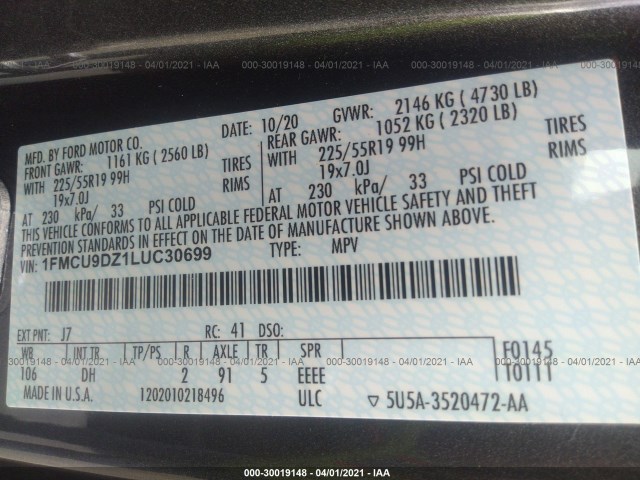 000-30019148 - 04/01/2021 - IAA
MFD. BY FORD MOTOR CO.
DATE: 10/20
GVWR: 2146 KG ( 4730 LB)
FRONT GAWR: 1161 KG ( 2560 LB)
REAR GAWR: 1052 KG ( 2320 LB)
WITH 225/55R19 99H TIRES
WITH 225/55R19 99H TIRES
19x7.0J RIMS
19x7.0J RIMS
AT 230 kPa/ 33 PSI COLD
AT 230 kPa/ 33 PSI COLD
THIS VEHICLE CONFORMS TO ALL APPLICABLE FEDERAL MOTOR VEHICLE SAFETY AND THEFT
PREVENTION STANDARDS IN EFFECT ON THE DATE OF MANUFACTURE SHOWN ABOVE.
VIN: 1FMCU9DZ1LUC30699
TYPE: MPV
EXT PNT: J7 RC: 41 DSO:
WB INT TR TP/PS R AXLE TR SPR F0145
106 DH 2 91 5 EEEE 10111
MADE IN U.S.A. 1202010218496 ULC ▽ 5U5A-3520472-AA
000-30019148 - 04/01/2021 - IAA